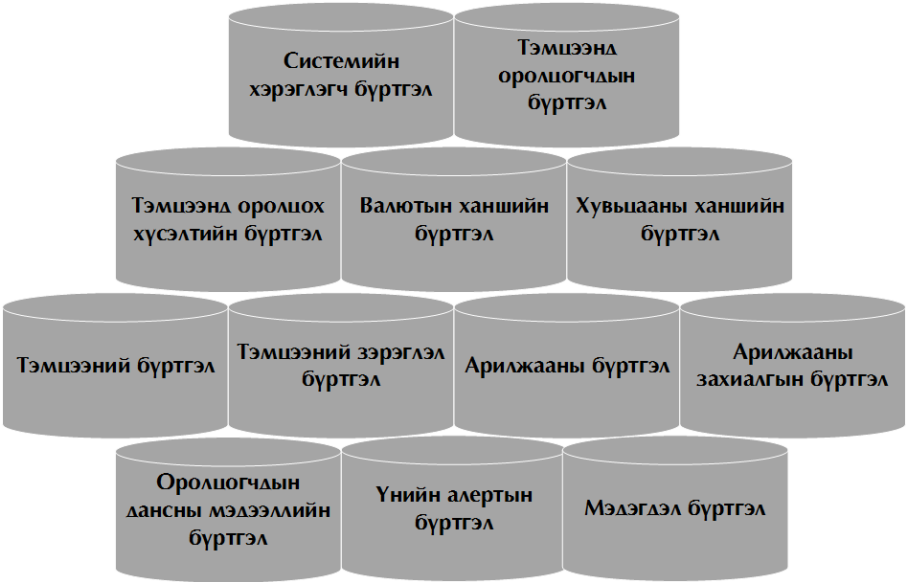 Системийн
хэрэглэгч бүртгэл
Тэмцээнд
оролцогчдын
бүртгэл
Тэмцээнд оролцох
хүсэлтийн бүртгэл
Валютын ханшийн
бүртгэл
Хувьцааны ханшийн
бүртгэл
Тэмцээний бүртгэл
Тэмцээний зэрэглэл
бүртгэл
Арилжааны бүртгэл
Арилжааны
захиалгын бүртгэл
Оролцогчдын
дансны мэдээллийн
бүртгэл
Үнийн алертын
бүртгэл
Мэдэгдэл бүртгэл